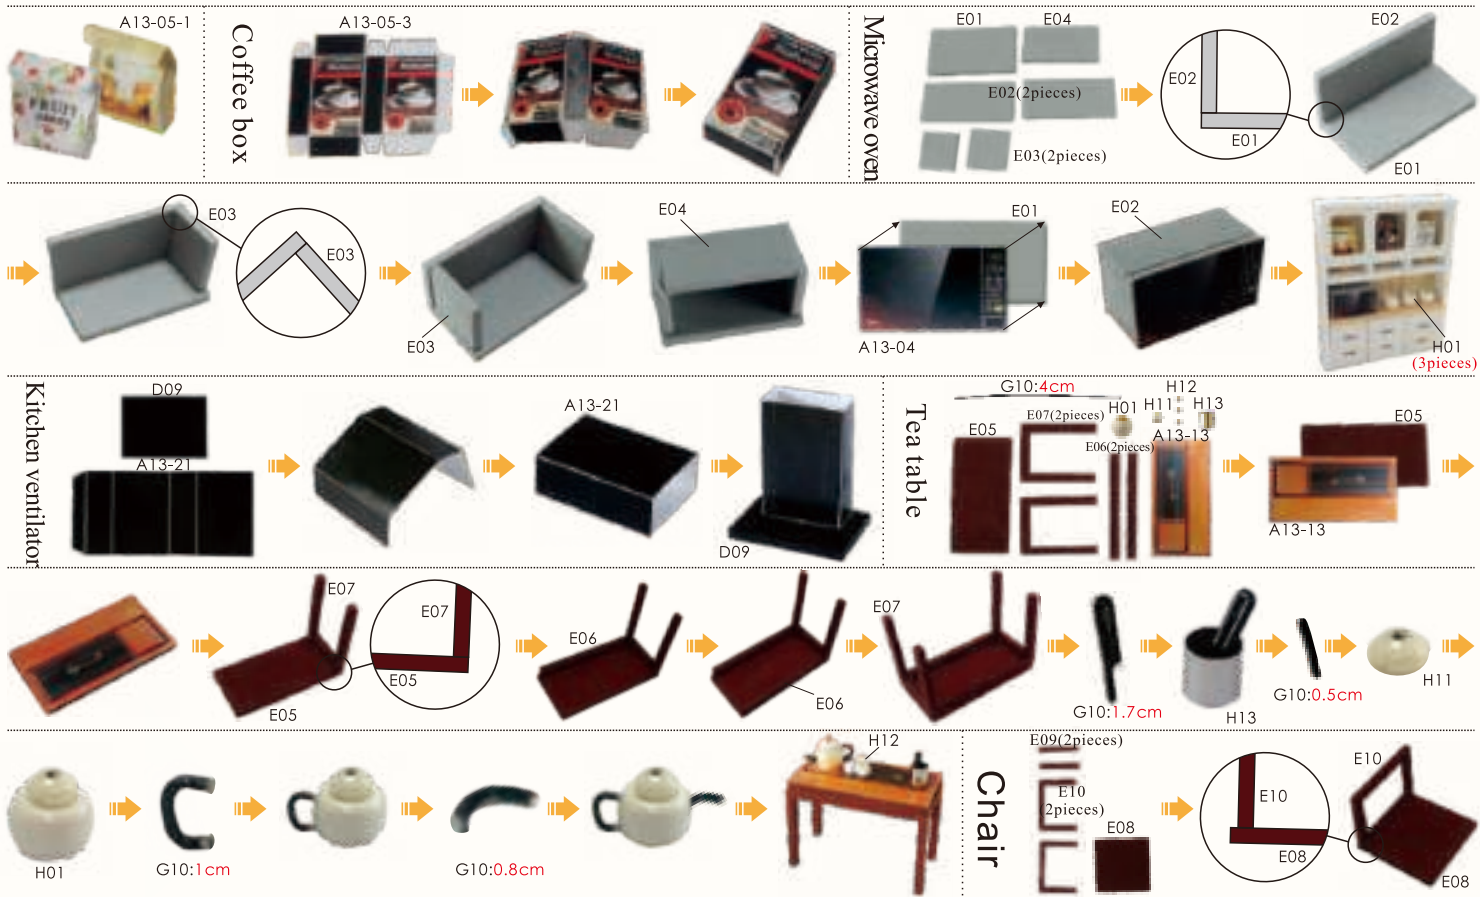 A13-05-1
FRUIT
Coffee box
A13-05-3
Microwave oven
E01
E04
E02(2pieces)
E03(2pieces)
E02
E01
E02
E01
E03
E03
E03
E04
E01
A13-04
E02
H01
(3pieces)
Kitchen ventilator
D09
A13-21
A13-21
D09
Tea table
G10:4cm
E05
E07(2pieces)
E06(2pieces)
H01
H11
H12
H13
A13-13
E05
A13-13
E07
E05
E07
E05
E06
E06
E07
G10:1.7cm
H13
G10:0.5cm
H11
H01
G10:1cm
G10:0.8cm
H12
Chair
E09(2pieces)
E10
(2pieces)
E08
E10
E08
E10
E08